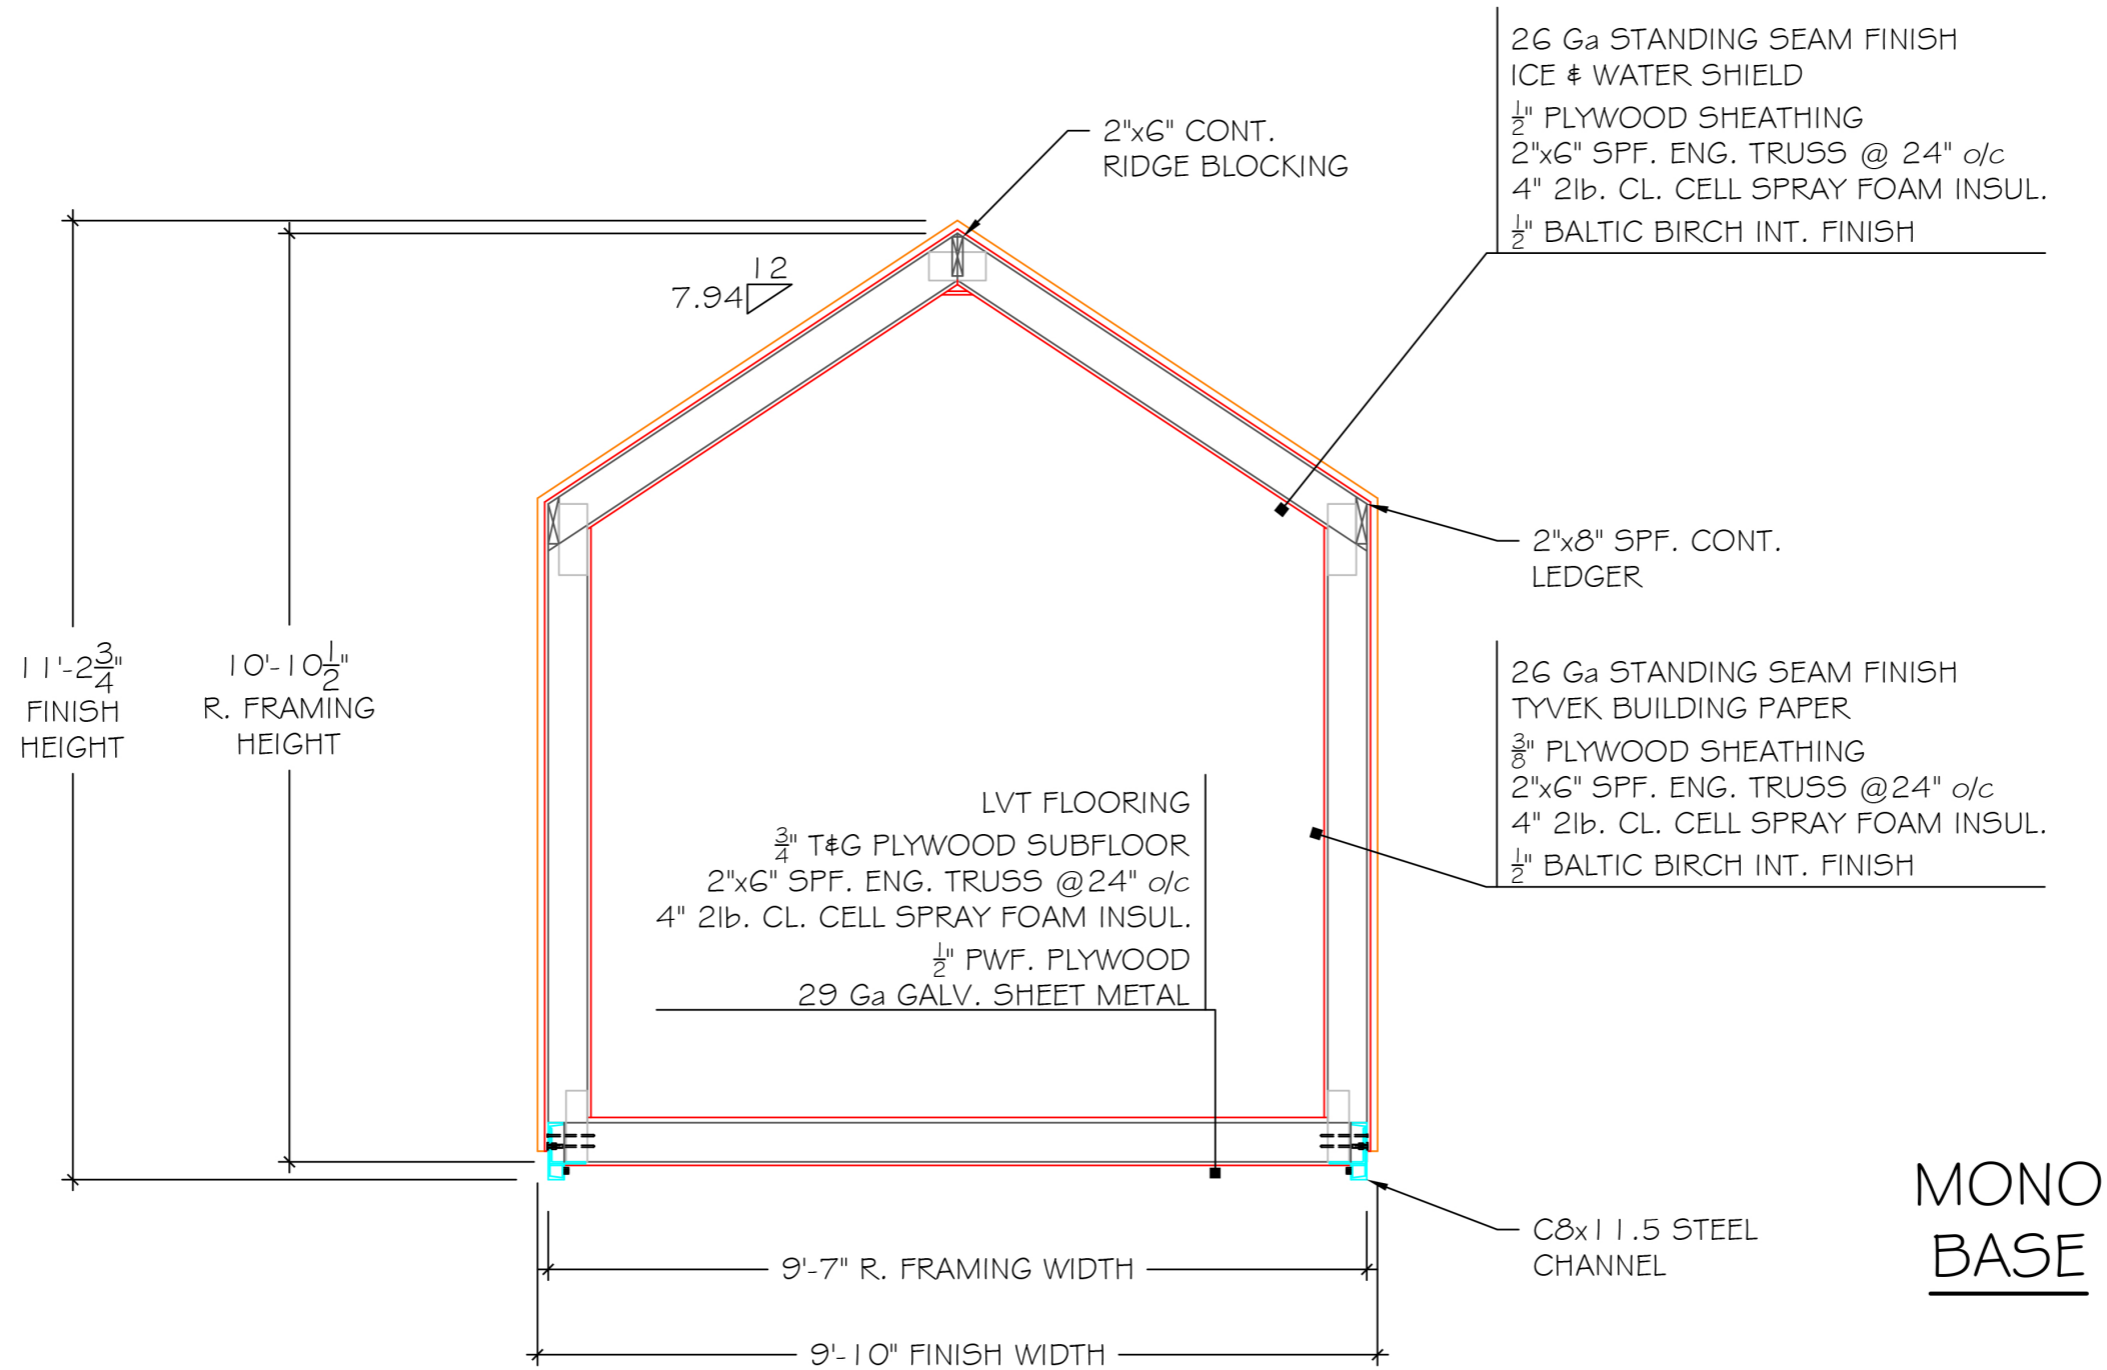 26 Ga STANDING SEAM FINISH
ICE & WATER SHIELD
1/2" PLYWOOD SHEATHING
2"x6" SPF. ENG. TRUSS @ 24" o/c
4" 2lb. CL. CELL SPRAY FOAM INSUL.
1/2" BALTIC BIRCH INT. FINISH
2"x6" CONT.
RIDGE BLOCKING
12
7.94
2"x8" SPF. CONT.
LEDGER
11'-2 3/4"
FINISH
HEIGHT
10'-10 1/2"
R. FRAMING
HEIGHT
26 Ga STANDING SEAM FINISH
TYVEK BUILDING PAPER
3/8" PLYWOOD SHEATHING
2"x6" SPF. ENG. TRUSS @24" o/c
4" 2lb. CL. CELL SPRAY FOAM INSUL.
1/2" BALTIC BIRCH INT. FINISH
LVT FLOORING
3/4" T&G PLYWOOD SUBFLOOR
2"x6" SPF. ENG. TRUSS @24" o/c
4" 2lb. CL. CELL SPRAY FOAM INSUL.
1/2" PWF. PLYWOOD
29 Ga GALV. SHEET METAL
C8x11.5 STEEL
CHANNEL
MONO
BASE
9'-7" R. FRAMING WIDTH
9'-10" FINISH WIDTH